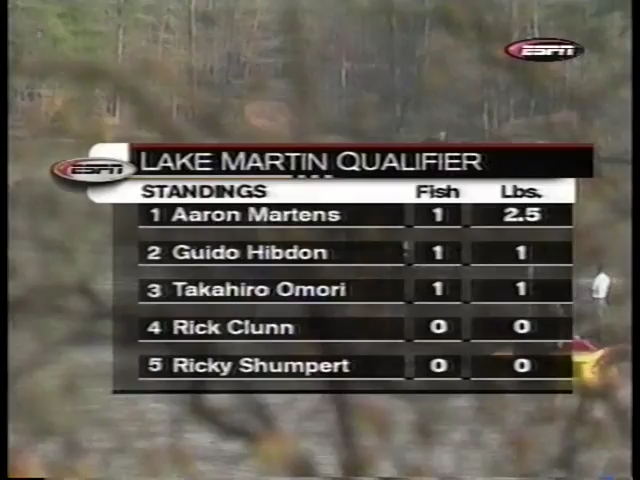 ESPN
ESPN LAKE MARTIN QUALIFIER
STANDINGS Fish Lbs.
1 Aaron Martens 1 2.5
2 Guido Hibdon 1 1
3 Takahiro Omori 1 1
4 Rick Clunn 0 0
5 Ricky Shumpert 0 0